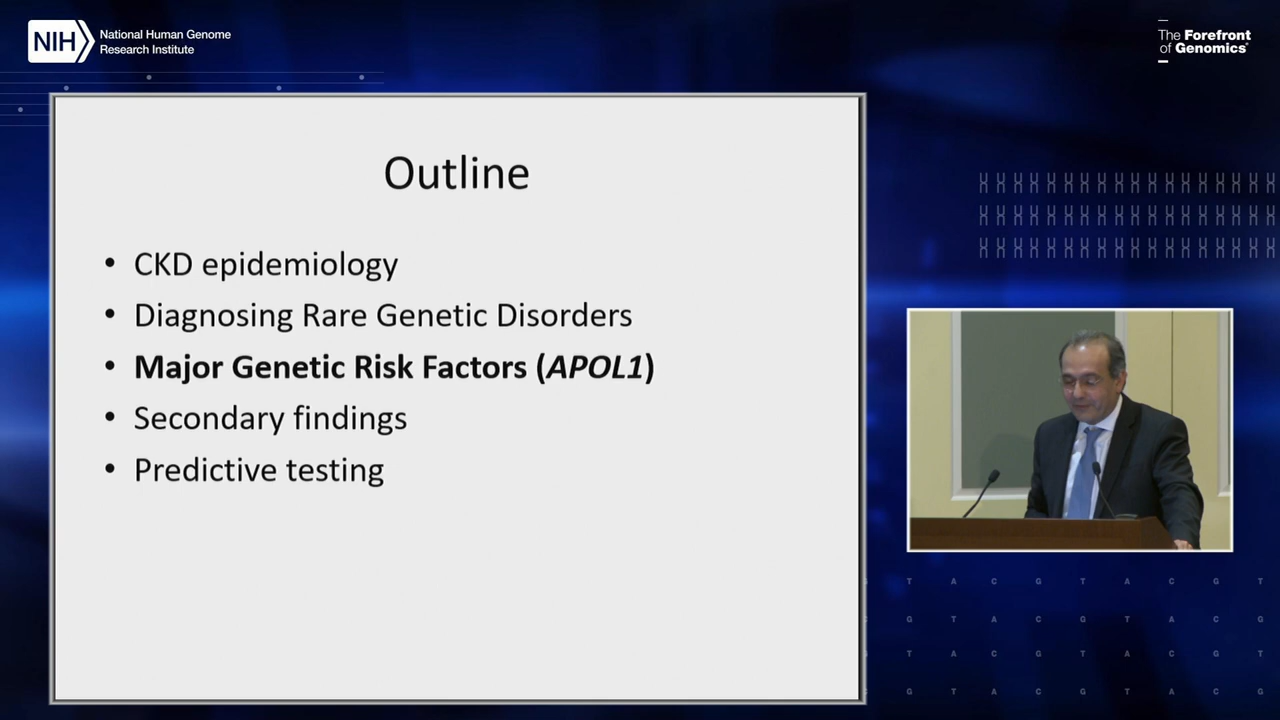 NIH
National Human Genome
Research Institute
The Forefront
of Genomics®
Outline
• CKD epidemiology
• Diagnosing Rare Genetic Disorders
• Major Genetic Risk Factors (APOL1)
• Secondary findings
• Predictive testing
G T A C G T A C G T
G T A C G T A C G
T A C G T A C G T
T A C G T A C G